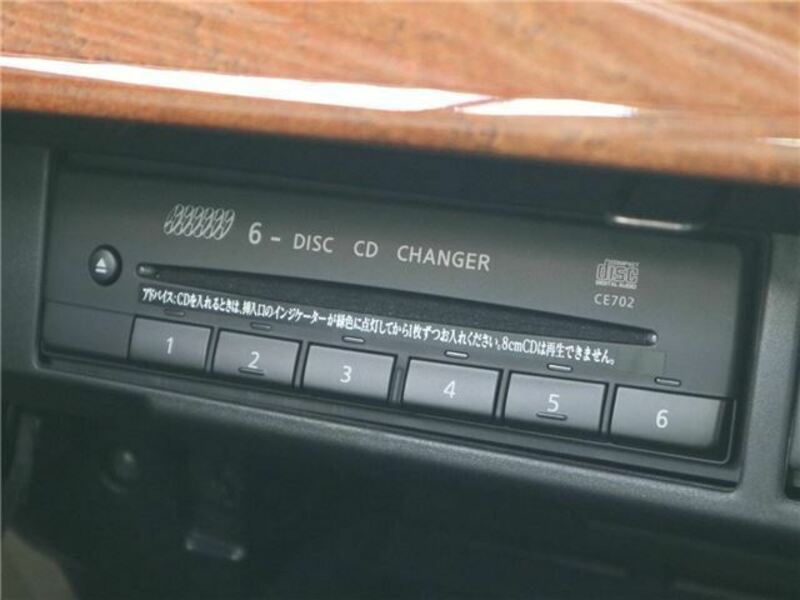 6 - DISC CD CHANGER
COMPACT
disc
DIGITAL AUDIO
CE702
アドバイス:CDを入れるときは、挿入口のインジケーターが緑色に点灯してから1枚ずつお入れください。8cmCDは再生できません。
1 2 3 4 5 6